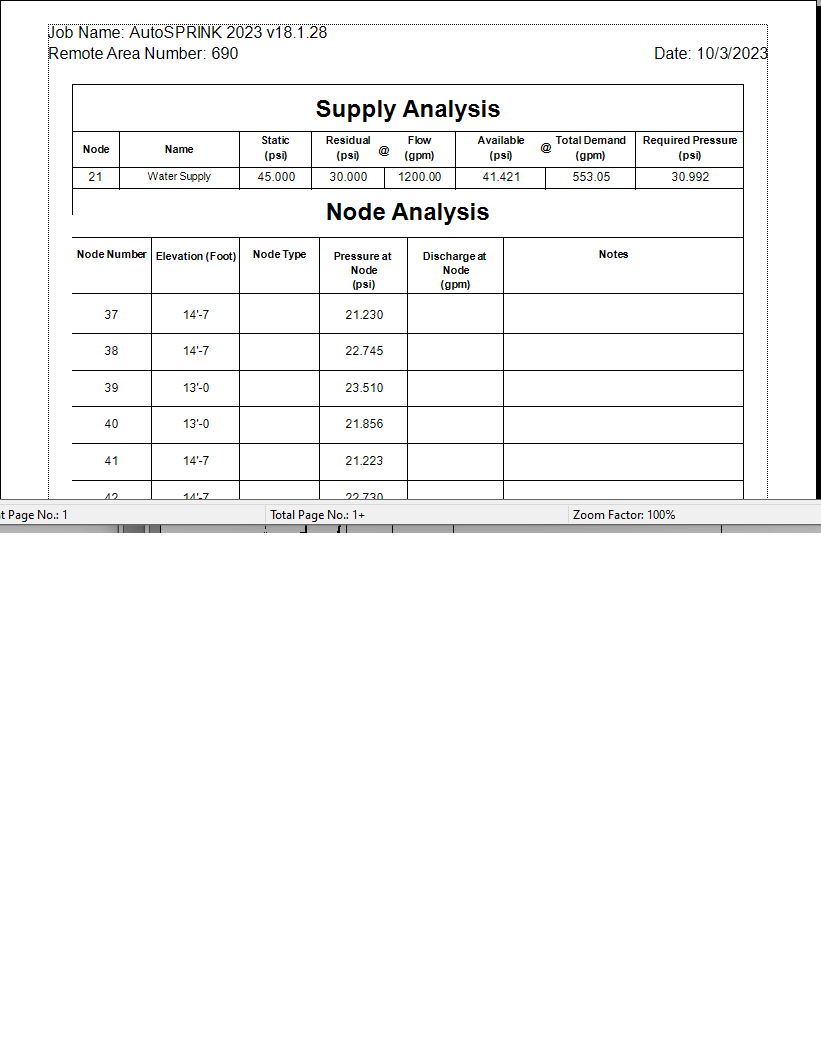 Job Name: AutoSPRINK 2023 v18.1.28
Remote Area Number: 690 Date: 10/3/2023
Supply Analysis
Node Name Static (psi) Residual (psi) @ Flow (gpm) Available (psi) @ Total Demand (gpm) Required Pressure (psi)
21 Water Supply 45.000 30.000 1200.00 41.421 553.05 30.992
Node Analysis
Node Number Elevation (Foot) Node Type Pressure at Node (psi) Discharge at Node (gpm) Notes
37 14'-7 21.230
38 14'-7 22.745
39 13'-0 23.510
40 13'-0 21.856
41 14'-7 21.223
42 14'-7 22.730
t Page No.: 1 Total Page No.: 1+ Zoom Factor: 100%